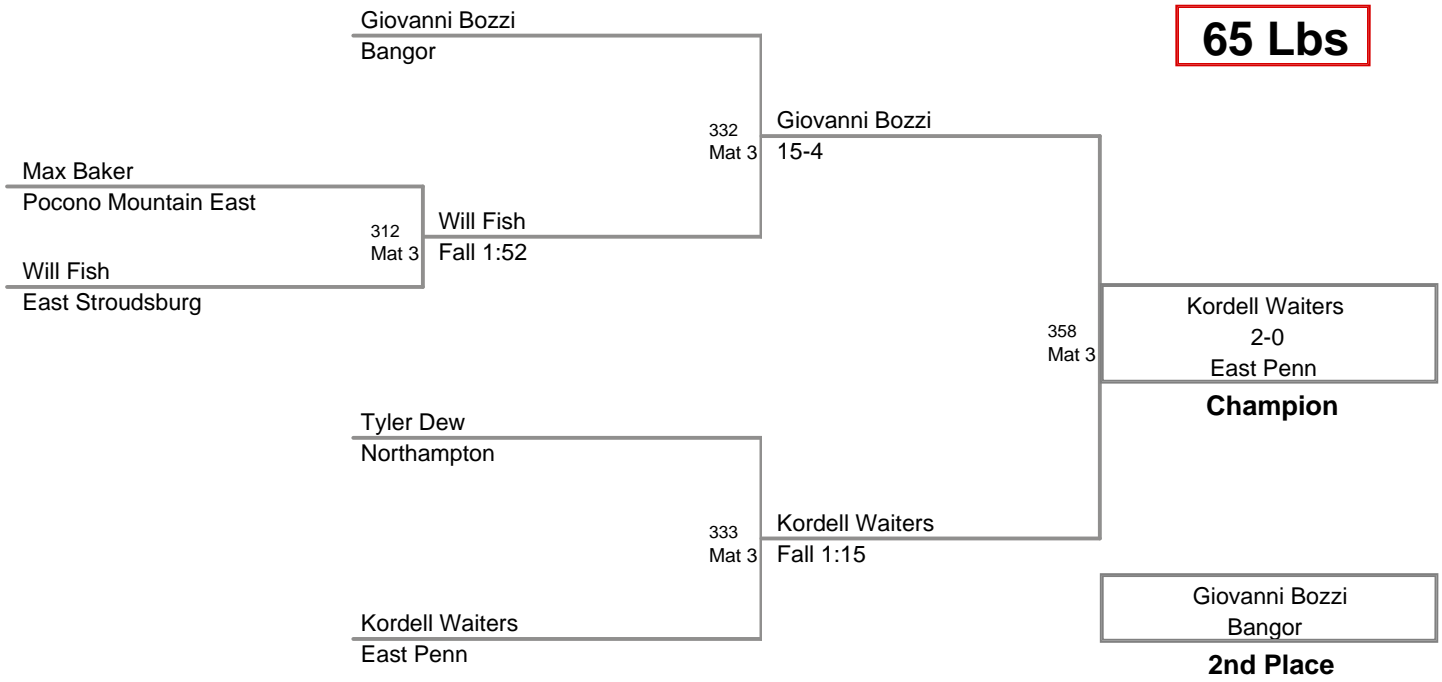 Giovanni Bozzi
Bangor
65 Lbs
332
Mat 3
Giovanni Bozzi
15-4
Max Baker
Pocono Mountain East
312
Mat 3
Will Fish
Fall 1:52
Will Fish
East Stroudsburg
358
Mat 3
Kordell Waiters
2-0
East Penn
Champion
Tyler Dew
Northampton
333
Mat 3
Kordell Waiters
Fall 1:15
Kordell Waiters
East Penn
Giovanni Bozzi
Bangor
2nd Place